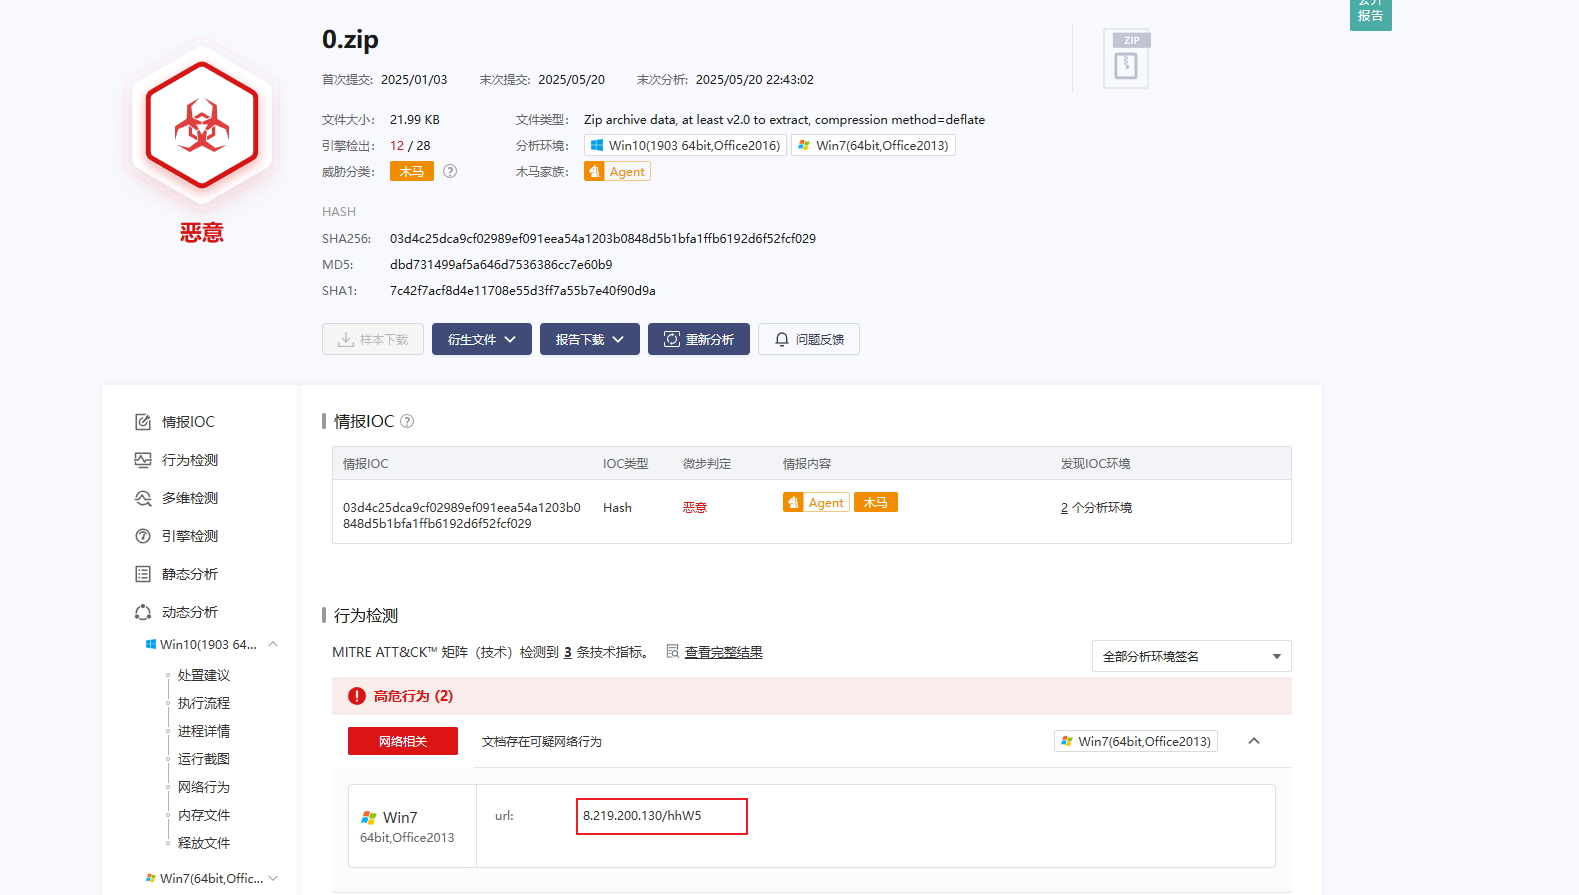 公开
报告
0.zip
ZIP
首次提交: 2025/01/03 末次提交: 2025/05/20 末次分析: 2025/05/20 22:43:02
文件大小: 21.99 KB 文件类型: Zip archive data, at least v2.0 to extract, compression method=deflate
引擎检出: 12 / 28 分析环境: Win10(1903 64bit,Office2016) Win7(64bit,Office2013)
威胁分类: 木马 ? 木马家族: Agent
恶意
HASH
SHA256: 03d4c25dca9cf02989ef091eea54a1203b0848d5b1bfa1ffb6192d6f52fcf029
MD5: dbd731499af5a646d7536386cc7e60b9
SHA1: 7c42f7acf8d4e11708e55d3ff7a55b7e40f90d9a
样本下载 衍生文件 报告下载 重新分析 问题反馈
情报IOC
行为检测
多维检测
引擎检测
静态分析
动态分析
Win10(1903 64...
处置建议
执行流程
进程详情
运行截图
网络行为
内存文件
释放文件
Win7(64bit,Offic...
情报IOC ?
情报IOC IOC类型 微步判定 情报内容 发现IOC环境
03d4c25dca9cf02989ef091eea54a1203b0
848d5b1bfa1ffb6192d6f52fcf029 Hash 恶意 Agent 木马 2 个分析环境
行为检测
MITRE ATT&CK™ 矩阵（技术）检测到 3 条技术指标。 查看完整结果 全部分析环境签名
高危行为 (2)
网络相关 文档存在可疑网络行为 Win7(64bit,Office2013)
Win7
64bit,Office2013
url: 8.219.200.130/hhW5